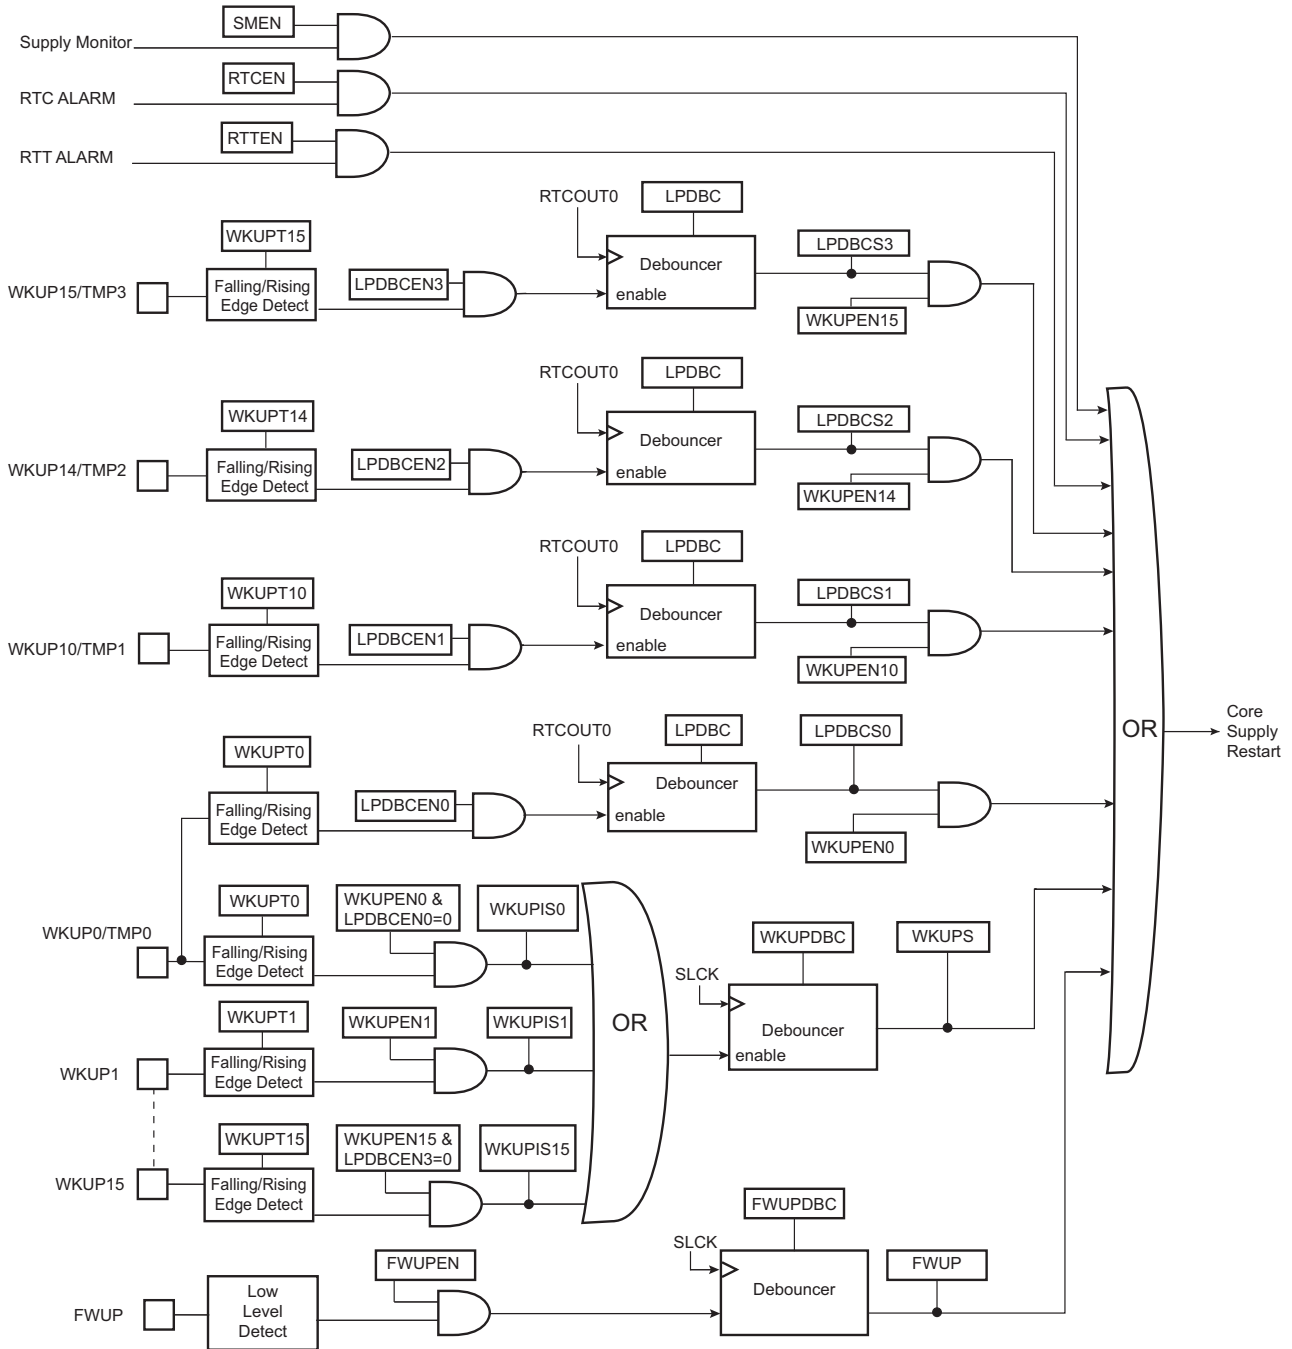 SMEN
Supply Monitor
RTCEN
RTC ALARM
RTTEN
RTT ALARM
RTCOUT0
LPDBC
WKUPT15
LPDBCS3
Debouncer
WKUP15/TMP3
Falling/Rising
Edge Detect
LPDBCEN3
enable
WKUPEN15
RTCOUT0
LPDBC
WKUPT14
LPDBCS2
Debouncer
WKUP14/TMP2
Falling/Rising
Edge Detect
LPDBCEN2
enable
WKUPEN14
RTCOUT0
LPDBC
WKUPT10
LPDBCS1
Debouncer
WKUP10/TMP1
Falling/Rising
Edge Detect
LPDBCEN1
enable
WKUPEN10
OR
Core
Supply
Restart
RTCOUT0
LPDBC
LPDBCS0
WKUPT0
Debouncer
Falling/Rising
Edge Detect
LPDBCEN0
enable
WKUPEN0
WKUPT0
WKUPEN0 &
LPDBCEN0=0
WKUPIS0
WKUP0/TMP0
Falling/Rising
Edge Detect
WKUPDBC
WKUPS
SLCK
WKUPT1
WKUPEN1
WKUPIS1
OR
Debouncer
enable
WKUP1
Falling/Rising
Edge Detect
WKUPT15
WKUPEN15 &
LPDBCEN3=0
WKUPIS15
WKUP15
Falling/Rising
Edge Detect
FWUPDBC
SLCK
FWUPEN
FWUP
Debouncer
FWUP
Low
Level
Detect